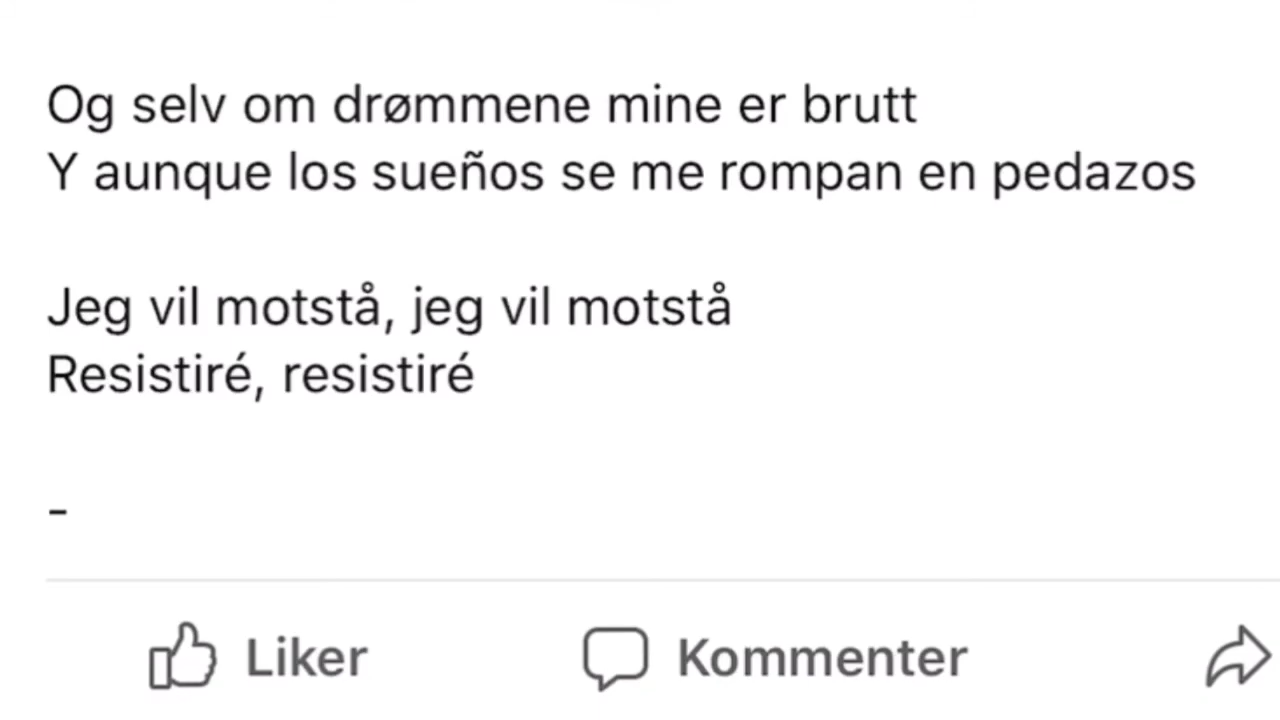 Og selv om drømmene mine er brutt
Y aunque los sueños se me rompan en pedazos
Jeg vil motstå, jeg vil motstå
Resistiré, resistiré
-
Liker
Kommenter